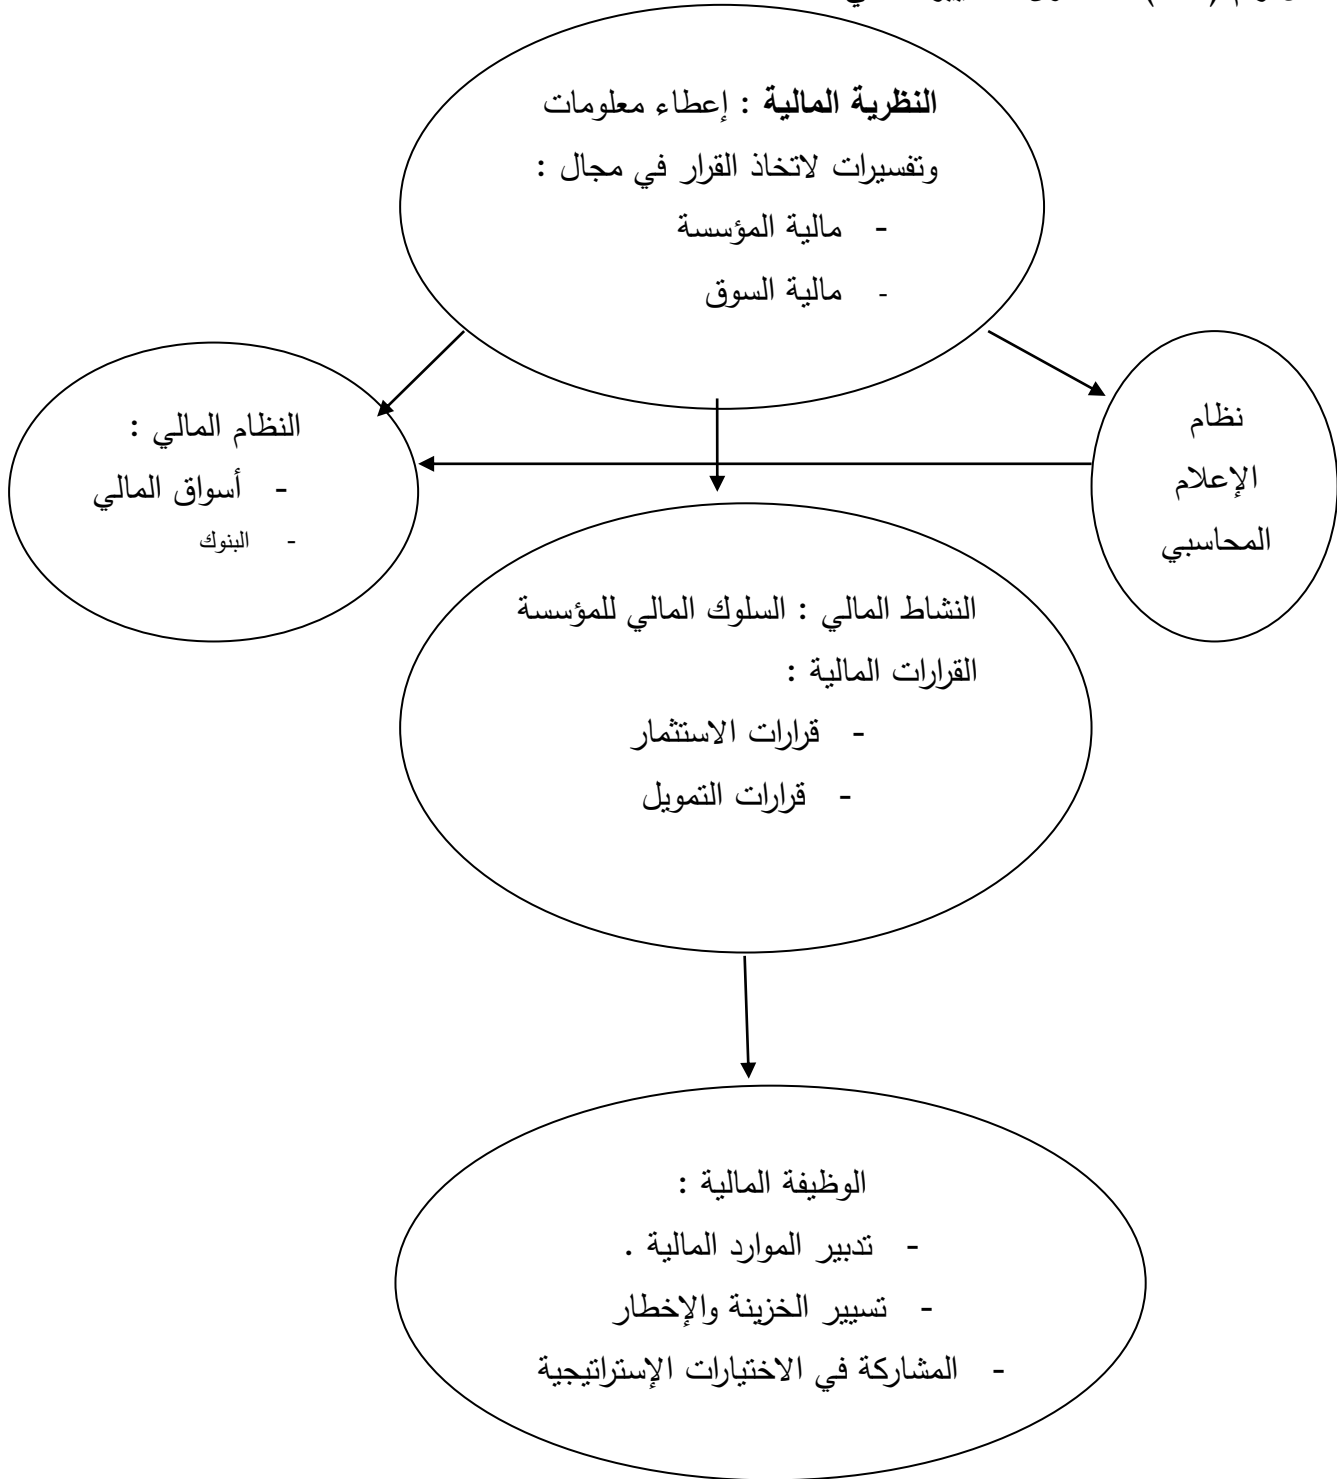 النظرية المالية : إعطاء معلومات
وتفسيرات لاتخاذ القرار في مجال :
- مالية المؤسسة
- مالية السوق
نظام
الإعلام
المحاسبي
النظام المالي :
- أسواق المالي
- البنوك
النشاط المالي : السلوك المالي للمؤسسة
القرارات المالية :
- قرارات الاستثمار
- قرارات التمويل
الوظيفة المالية :
- تدبير الموارد المالية .
- تسيير الخزينة والإخطار
- المشاركة في الاختيارات الإستراتيجية